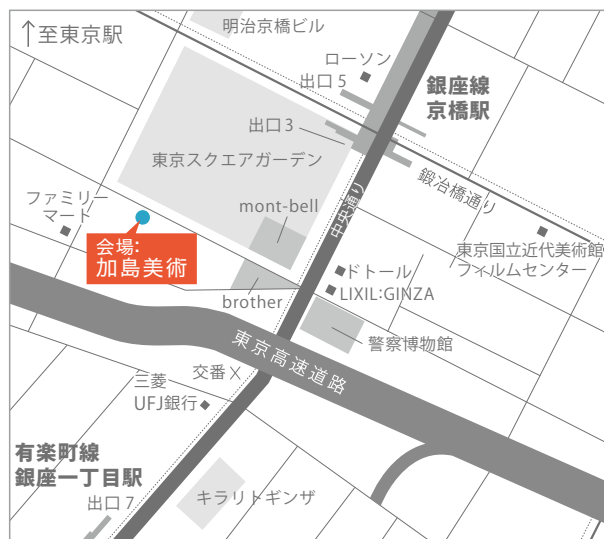 ↑至東京駅
明治京橋ビル
ローソン
出口5
銀座線
京橋駅
出口3
東京スクエアガーデン
鍛冶橋通り
中央通り
ファミリー
マート
mont-bell
会場:
加島美術
東京国立近代美術館
フィルムセンター
ドトール
LIXIL:GINZA
brother
警察博物館
東京高速道路
交番X
三菱
UFJ銀行
有楽町線
銀座一丁目駅
出口7
キラリトギンザ